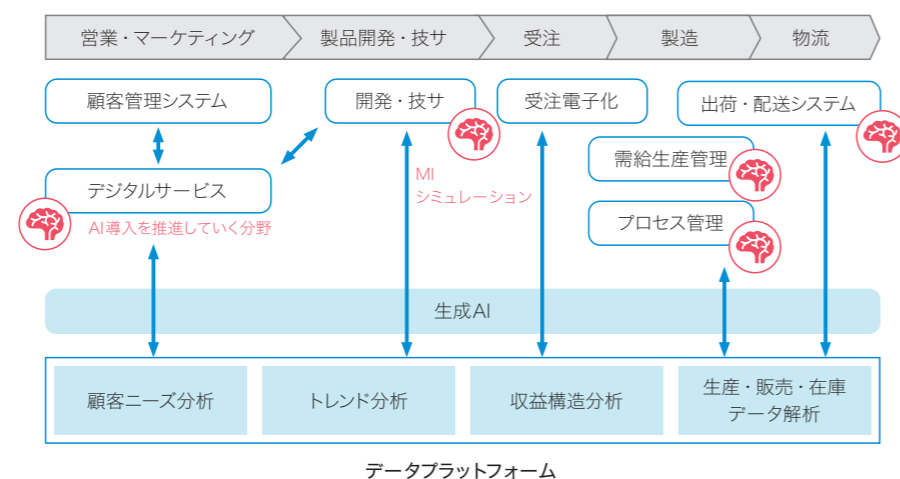 営業・マーケティング
製品開発・技サ
受注
製造
物流
顧客管理システム
開発・技サ
受注電子化
出荷・配送システム
需給生産管理
デジタルサービス
MI
シミュレーション
プロセス管理
AI導入を推進していく分野
生成AI
顧客ニーズ分析
トレンド分析
収益構造分析
生産・販売・在庫
データ解析
データプラットフォーム